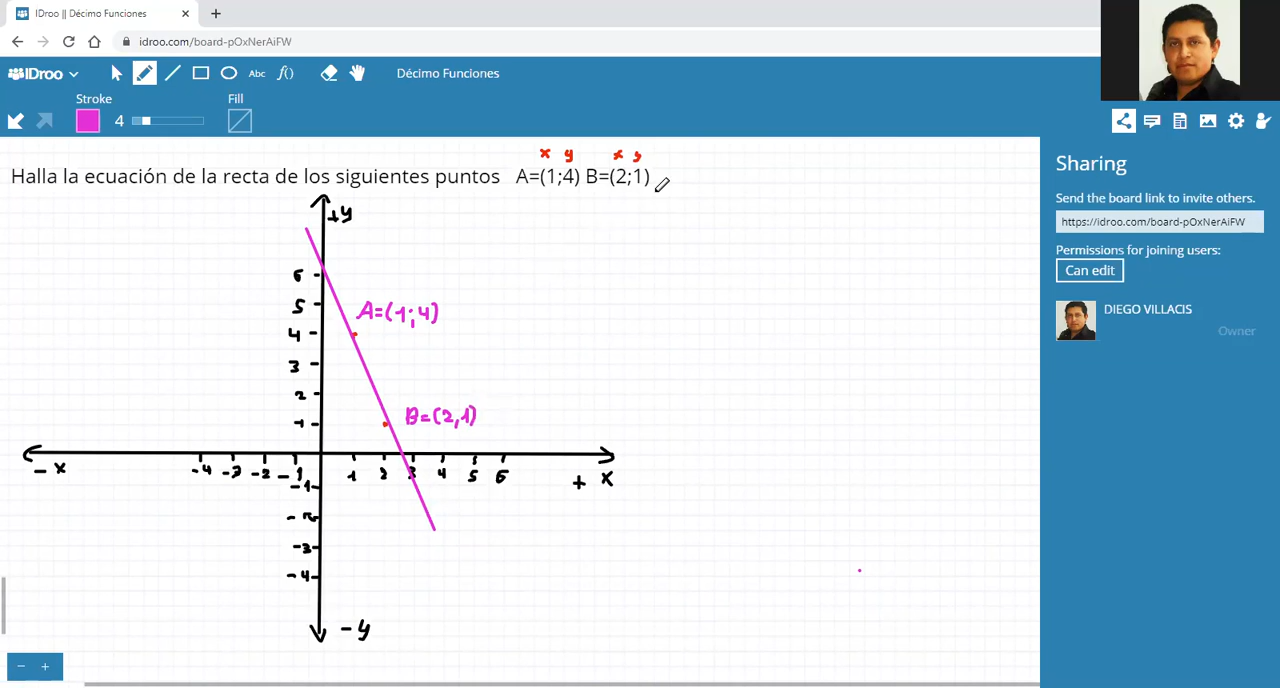 IDroo || Décimo Funciones
idroo.com/board-pOxNerAiFW
IDroo
Abc
f()
Décimo Funciones
Stroke
4
Fill
Sharing
Send the board link to invite others.
https://idroo.com/board-pOxNerAiFW
Permissions for joining users:
Can edit
DIEGO VILLACIS
Owner
x y x y
Halla la ecuación de la recta de los siguientes puntos A=(1;4) B=(2;1)
+y
6
5
A=(1;4)
4
3
2
1
B=(2,1)
-x
-4 -3 -2 -1 1 2 3 4 5 6
+ x
-1
-2
-3
-4
-y